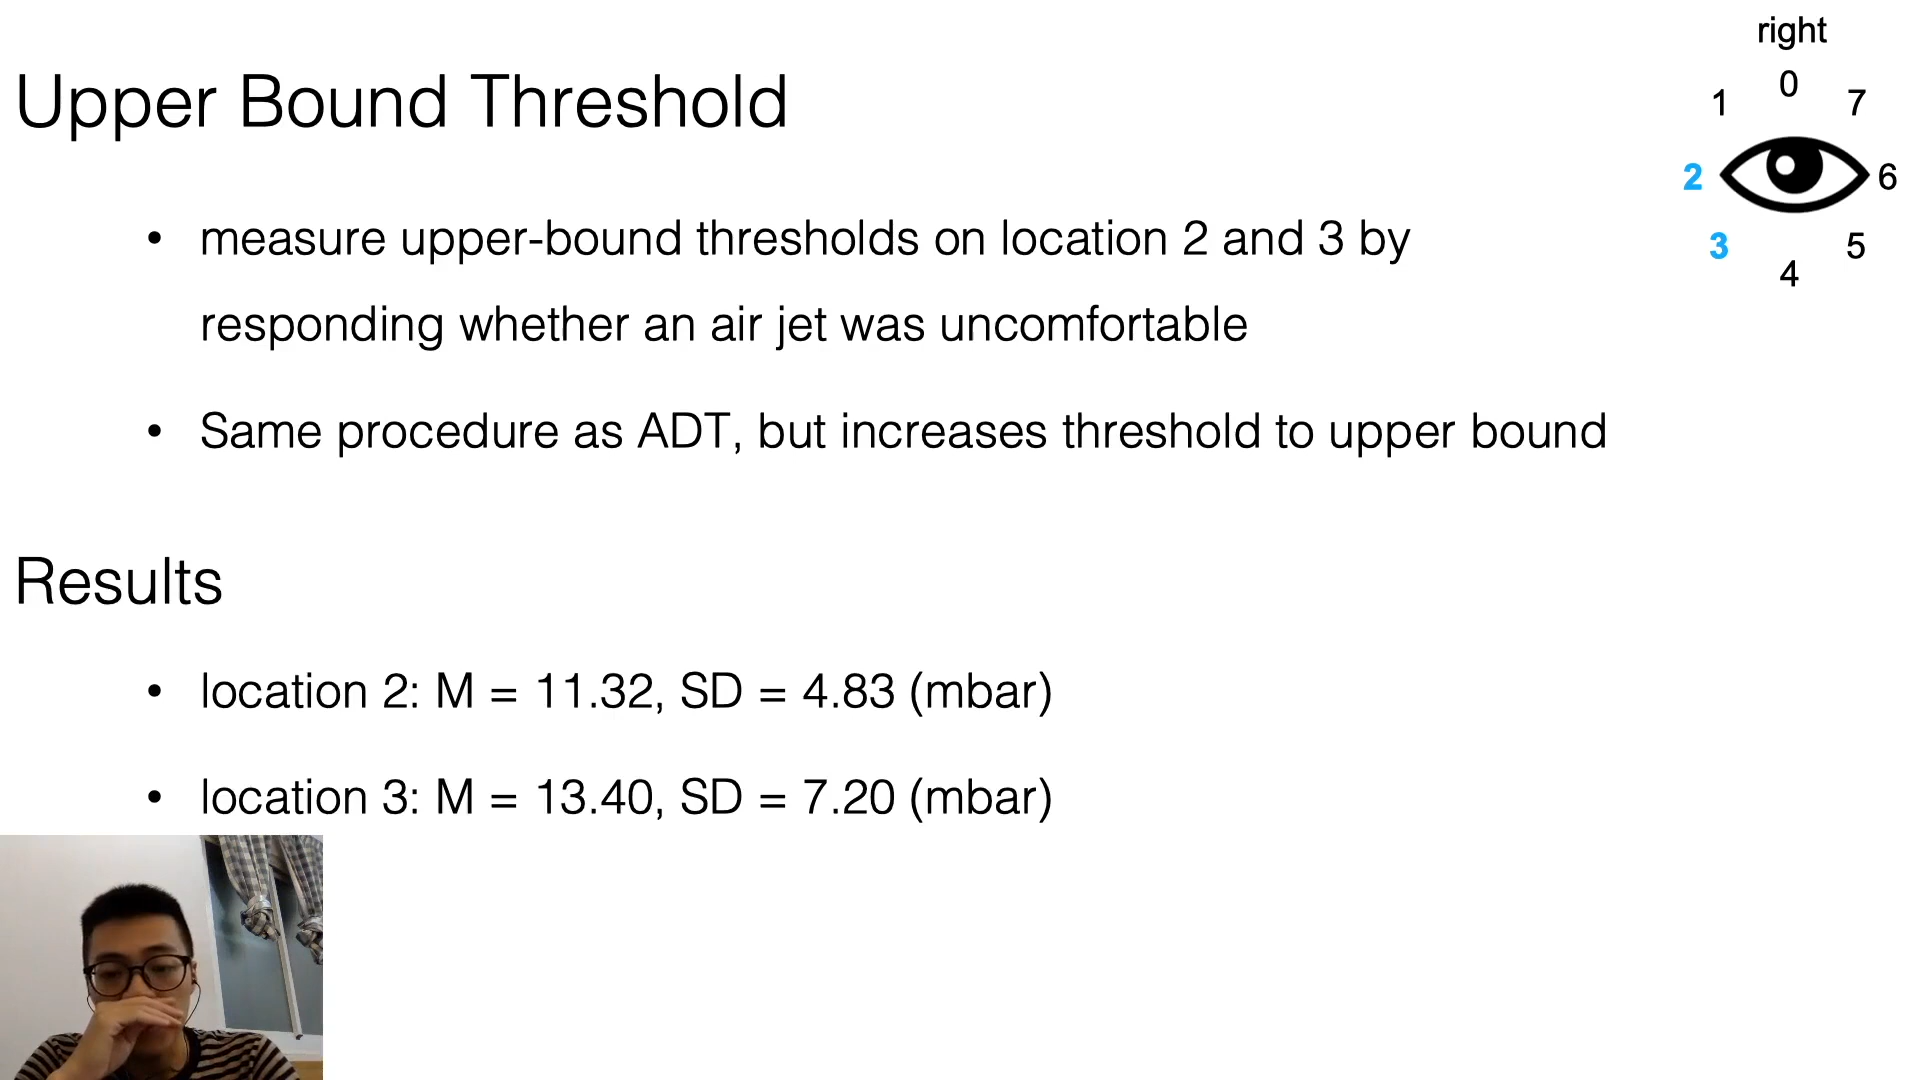 Upper Bound Threshold
• measure upper-bound thresholds on location 2 and 3 by
responding whether an air jet was uncomfortable
• Same procedure as ADT, but increases threshold to upper bound
Results
• location 2: M = 11.32, SD = 4.83 (mbar)
• location 3: M = 13.40, SD = 7.20 (mbar)
right
0
1
7
2
6
3
5
4